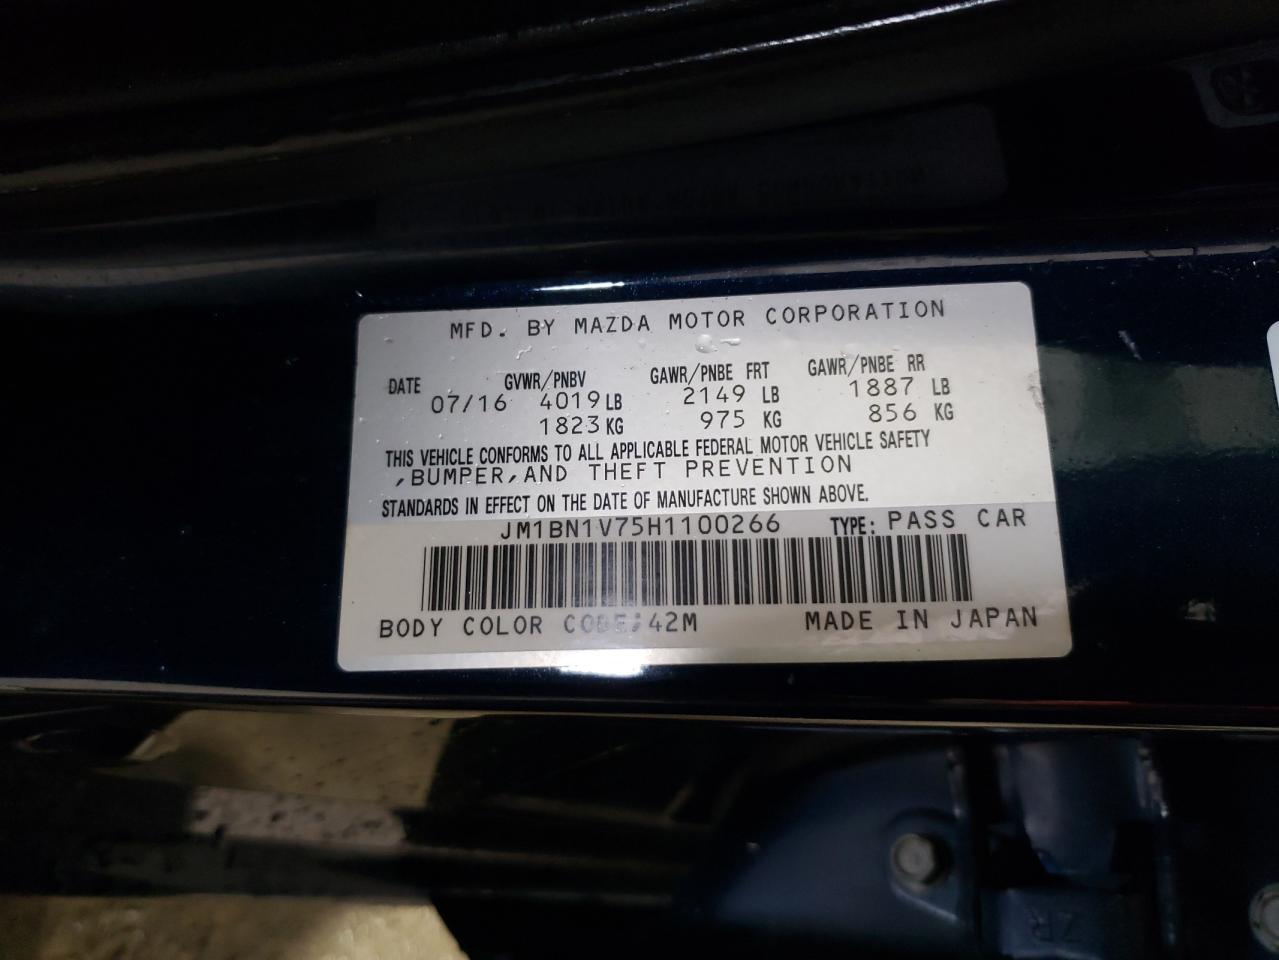 MFD. BY MAZDA MOTOR CORPORATION
DATE GVWR/PNBV GAWR/PNBE FRT GAWR/PNBE RR
07/16 4019 LB 2149 LB 1887 LB
1823 KG 975 KG 856 KG
THIS VEHICLE CONFORMS TO ALL APPLICABLE FEDERAL MOTOR VEHICLE SAFETY
,BUMPER,AND THEFT PREVENTION
STANDARDS IN EFFECT ON THE DATE OF MANUFACTURE SHOWN ABOVE.
JM1BN1V75H1100266 TYPE: PASS CAR
BODY COLOR CODE:42M MADE IN JAPAN
ZR